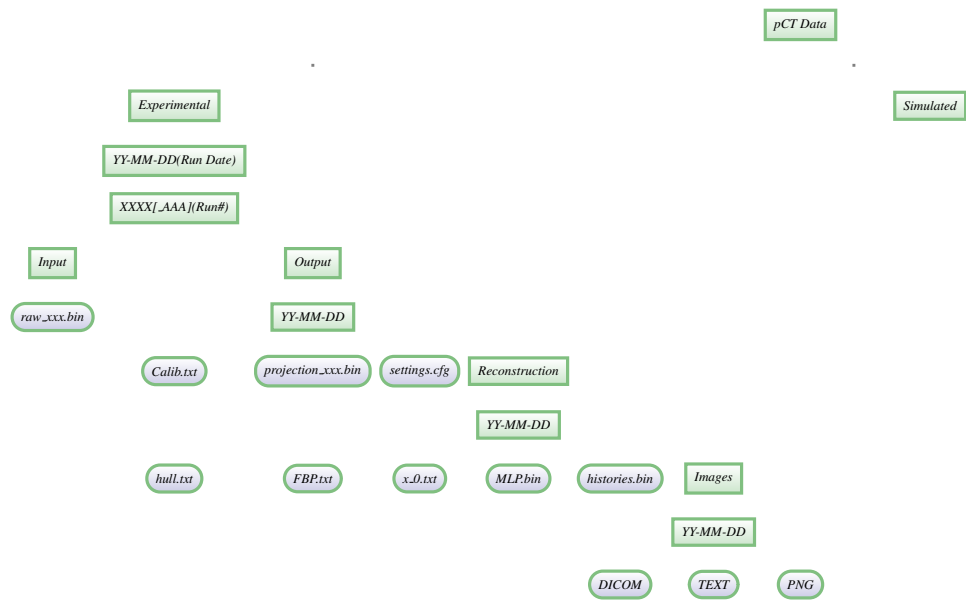 pCT Data
Experimental
Simulated
YY-MM-DD(Run Date)
XXXX[_AAA](Run#)
Input
Output
raw_xxx.bin
YY-MM-DD
Calib.txt
projection_xxx.bin
settings.cfg
Reconstruction
YY-MM-DD
hull.txt
FBP.txt
x_0.txt
MLP.bin
histories.bin
Images
YY-MM-DD
DICOM
TEXT
PNG